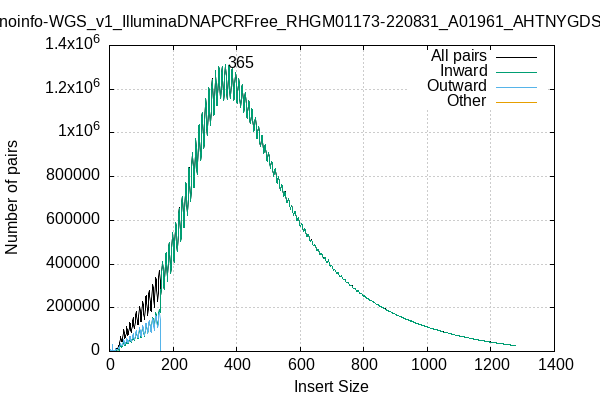 noinfo-WGS_v1_IlluminaDNAPCRFree_RHGM01173-220831_A01961_AHTNYGDS
1.4x10^6
1.2x10^6
1x10^6
800000
600000
400000
200000
0
Number of pairs
365
All pairs
Inward
Outward
Other
0 200 400 600 800 1000 1200 1400
Insert Size